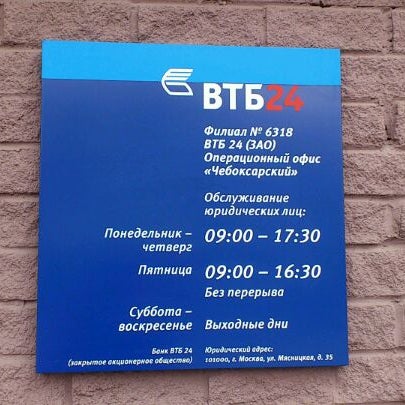 ВТБ24
Филиал № 6318
ВТБ 24 (ЗАО)
Операционный офис
«Чебоксарский»
Обслуживание
юридических лиц:
Понедельник –
четверг
09:00 – 17:30
Пятница
09:00 – 16:30
Без перерыва
Суббота –
воскресенье
Выходные дни
Банк ВТБ 24
(закрытое акционерное общество)
Юридический адрес:
101000, г. Москва, ул. Мясницкая, д. 35